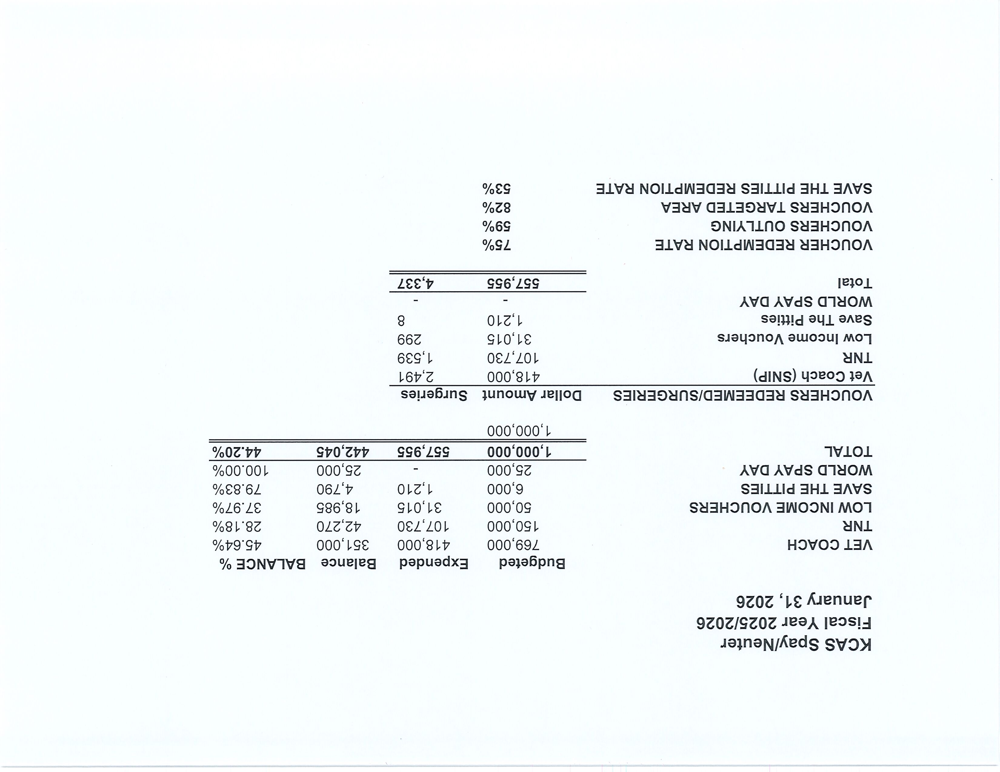 KCAS Spay/Neuter
Fiscal Year 2025/2026
January 31, 2026
Budgeted Expended Balance BALANCE %
VET COACH 769,000 418,000 351,000 45.64%
TNR 150,000 107,730 42,270 28.18%
LOW INCOME VOUCHERS 50,000 31,015 18,985 37.97%
SAVE THE PITTIES 6,000 1,210 4,790 79.83%
WORLD SPAY DAY 25,000 - 25,000 100.00%
TOTAL 1,000,000 557,955 442,045 44.20%
1,000,000
VOUCHERS REDEEMED/SURGERIES Dollar Amount Surgeries
Vet Coach (SNIP) 418,000 2,491
TNR 107,730 1,539
Low Income Vouchers 31,015 299
Save The Pitties 1,210 8
WORLD SPAY DAY - -
Total 557,955 4,337
VOUCHER REDEMPTION RATE 75%
VOUCHERS OUTLYING 59%
VOUCHERS TARGETED AREA 82%
SAVE THE PITTIES REDEMPTION RATE 53%